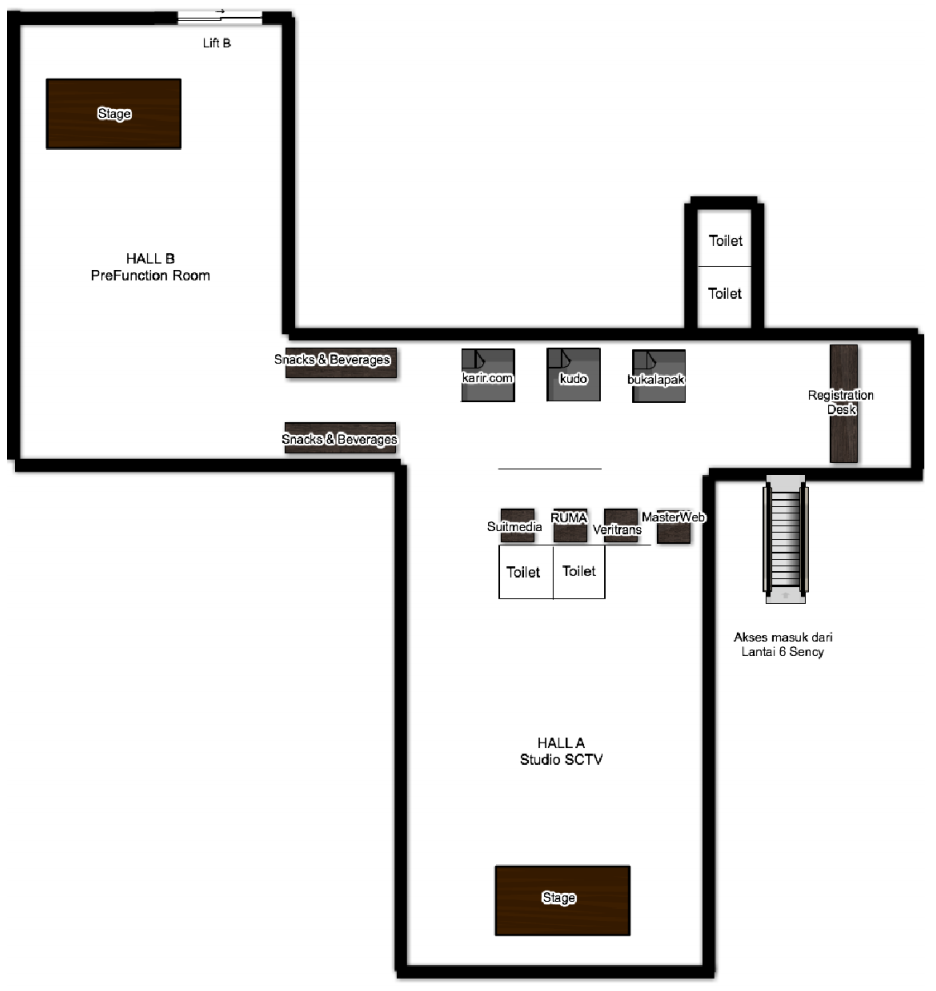 Lift B
Stage
HALL B
PreFunction Room
Toilet
Toilet
Snacks & Beverages
karir.com
kudo
bukalapak
Registration
Desk
Snacks & Beverages
Suitmedia
RUMA
Veritrans
MasterWeb
Toilet
Toilet
Akses masuk dari
Lantai 6 Sency
HALL A
Studio SCTV
Stage